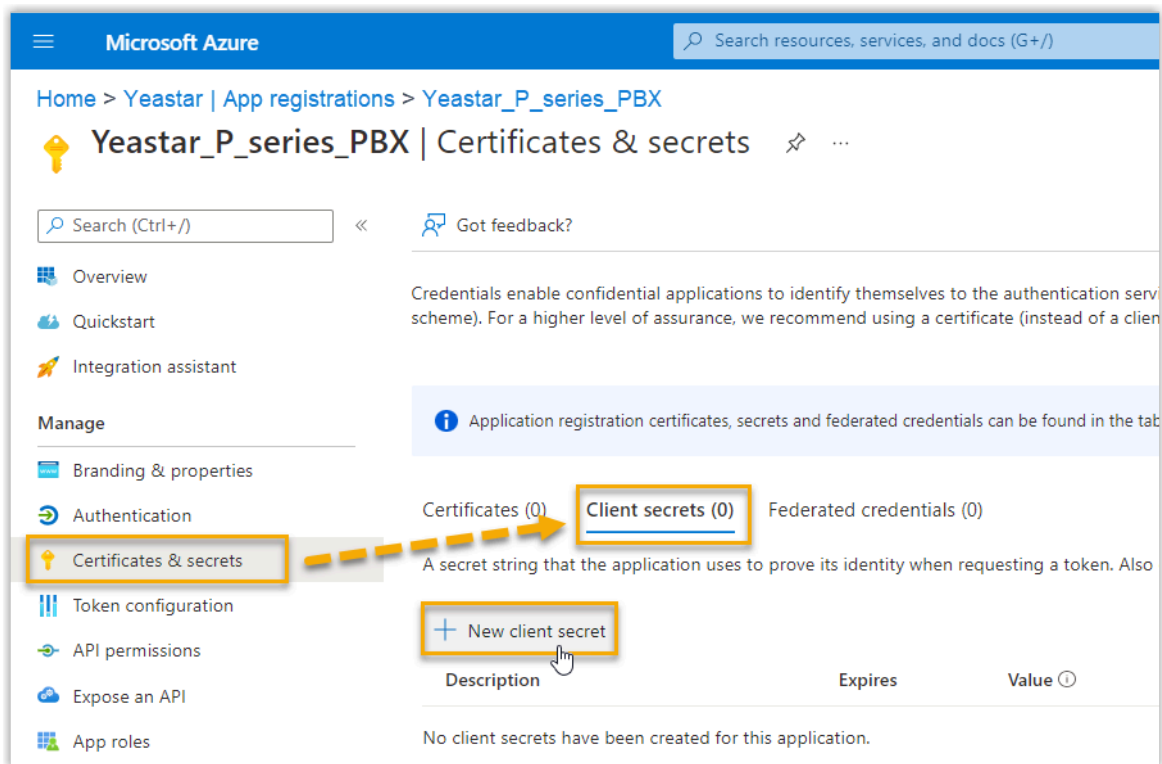 Microsoft Azure
Search resources, services, and docs (G+/)
Home > Yeastar | App registrations > Yeastar_P_series_PBX
Yeastar_P_series_PBX | Certificates & secrets
Search (Ctrl+/)
Got feedback?
Overview
Quickstart
Integration assistant
Manage
Branding & properties
Authentication
Certificates & secrets
Token configuration
API permissions
Expose an API
App roles
Credentials enable confidential applications to identify themselves to the authentication servi
scheme). For a higher level of assurance, we recommend using a certificate (instead of a clien
Application registration certificates, secrets and federated credentials can be found in the tab
Certificates (0) Client secrets (0) Federated credentials (0)
A secret string that the application uses to prove its identity when requesting a token. Also
New client secret
Description Expires Value
No client secrets have been created for this application.